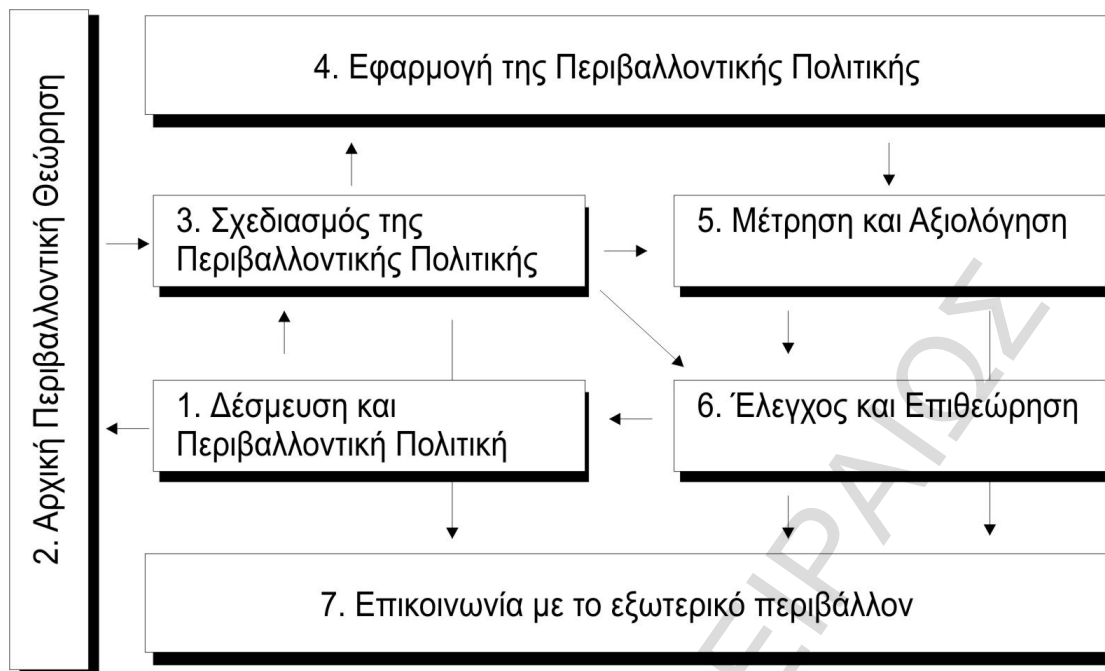 2. Αρχική Περιβαλλοντική Θεώρηση
4. Εφαρμογή της Περιβαλλοντικής Πολιτικής
3. Σχεδιασμός της
Περιβαλλοντικής Πολιτικής
5. Μέτρηση και Αξιολόγηση
1. Δέσμευση και
Περιβαλλοντική Πολιτική
6. Έλεγχος και Επιθεώρηση
7. Επικοινωνία με το εξωτερικό περιβάλλον
ΕΙΡΑΙΩΣ